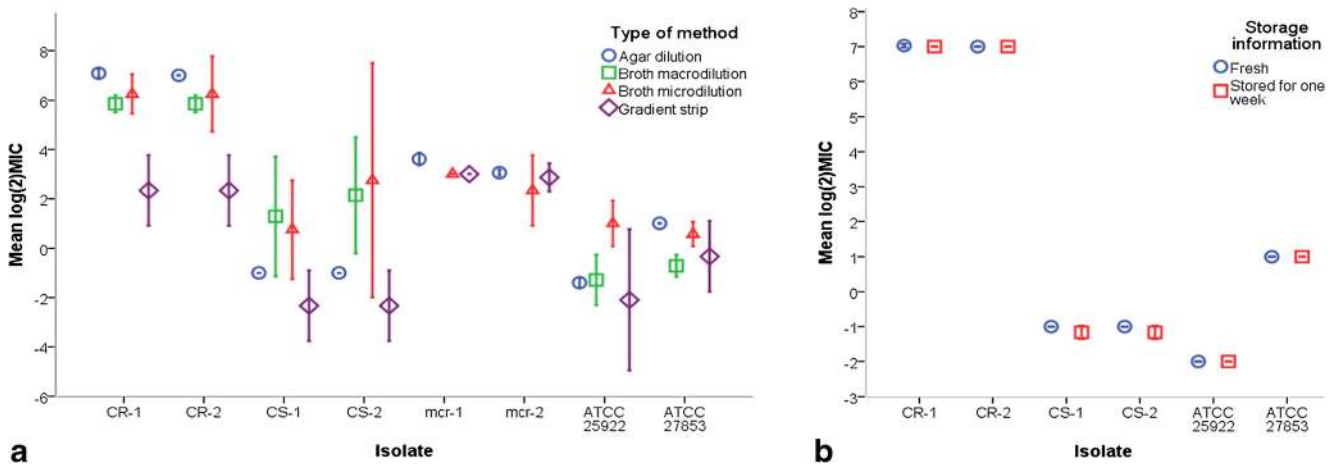 Mean log(2)MIC
8
6
4
2
0
-2
-4
-6
Type of method
Agar dilution
Broth macrodilution
Broth microdilution
Gradient strip
CR-1
CR-2
CS-1
CS-2
mcr-1
mcr-2
ATCC
25922
ATCC
27853
Isolate
a
Mean log(2)MIC
8
7
6
5
4
3
2
1
0
-1
-2
-3
Storage
information
Fresh
Stored for one
week
CR-1
CR-2
CS-1
CS-2
ATCC
25922
ATCC
27853
Isolate
b